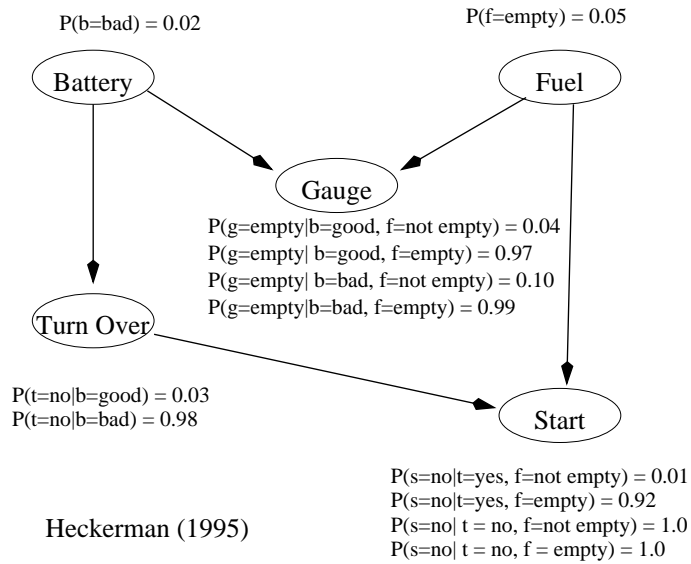 P(b=bad) = 0.02
P(f=empty) = 0.05
Battery
Fuel
Gauge
P(g=empty|b=good, f=not empty) = 0.04
P(g=empty| b=good, f=empty) = 0.97
P(g=empty| b=bad, f=not empty) = 0.10
P(g=empty|b=bad, f=empty) = 0.99
Turn Over
P(t=no|b=good) = 0.03
P(t=no|b=bad) = 0.98
Start
P(s=no|t=yes, f=not empty) = 0.01
P(s=no|t=yes, f=empty) = 0.92
P(s=no| t = no, f=not empty) = 1.0
P(s=no| t = no, f = empty) = 1.0
Heckerman (1995)